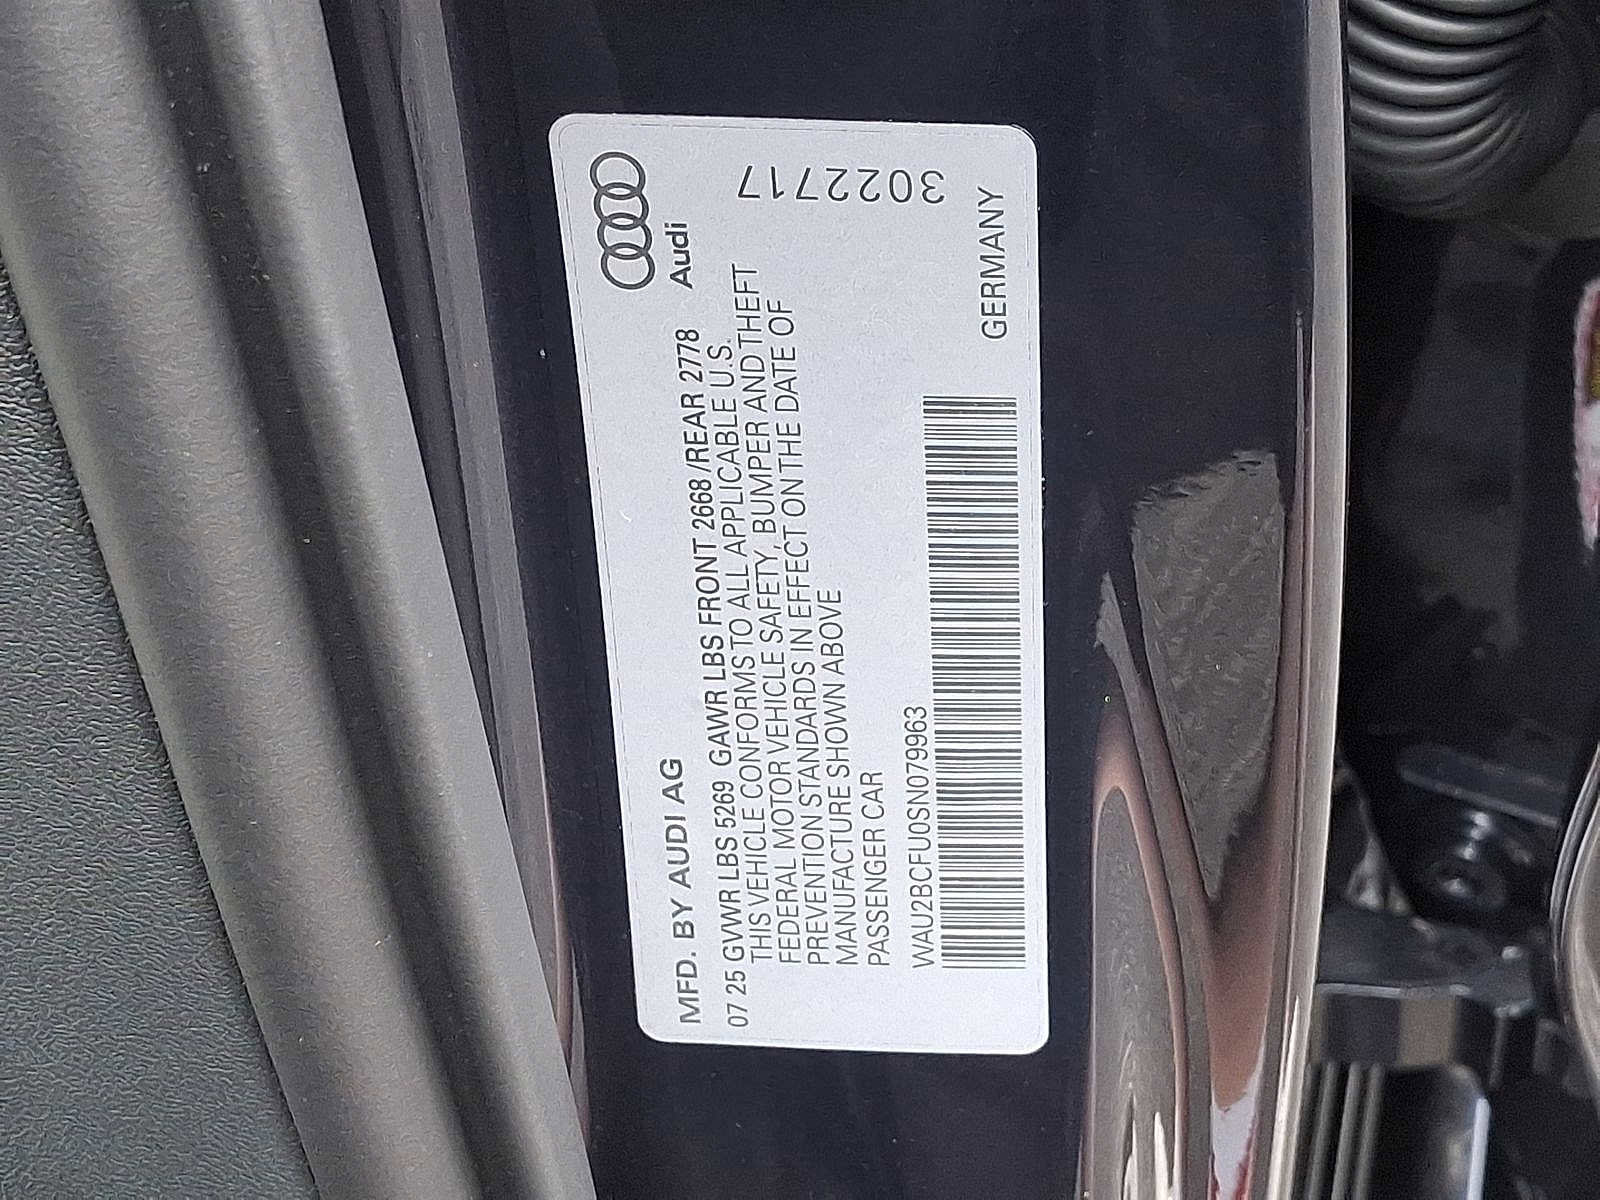 MFD. BY AUDI AG
Audi
07 25 GVWR LBS 5269 GAWR LBS FRONT 2668 /REAR 2778
THIS VEHICLE CONFORMS TO ALL APPLICABLE U.S.
FEDERAL MOTOR VEHICLE SAFETY, BUMPER AND THEFT
PREVENTION STANDARDS IN EFFECT ON THE DATE OF
MANUFACTURE SHOWN ABOVE
PASSENGER CAR
3022717
WAU2BCFU0SN079963
GERMANY